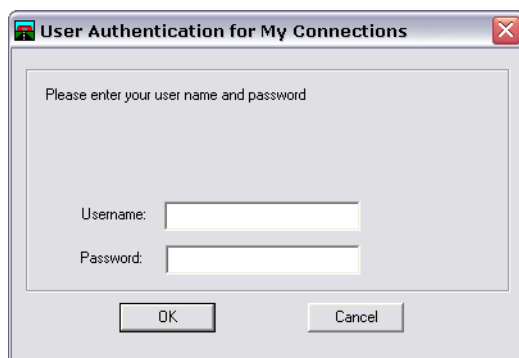 User Authentication for My Connections
Please enter your user name and password
Username:
Password:
OK
Cancel